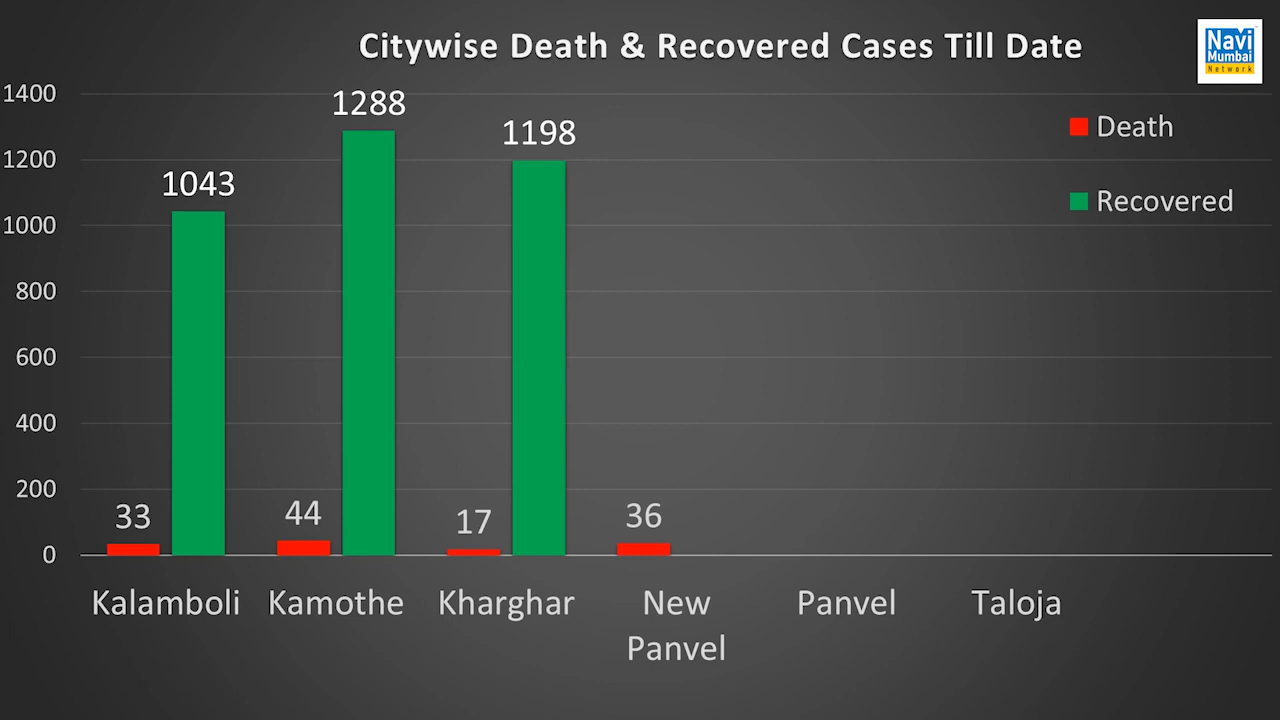 Citywise Death & Recovered Cases Till Date
Navi
Mumbai
Network
1400
1200
1000
800
600
400
200
0
1043
1288
1198
33
44
17
36
Death
Recovered
Kalamboli
Kamothe
Kharghar
New
Panvel
Panvel
Taloja